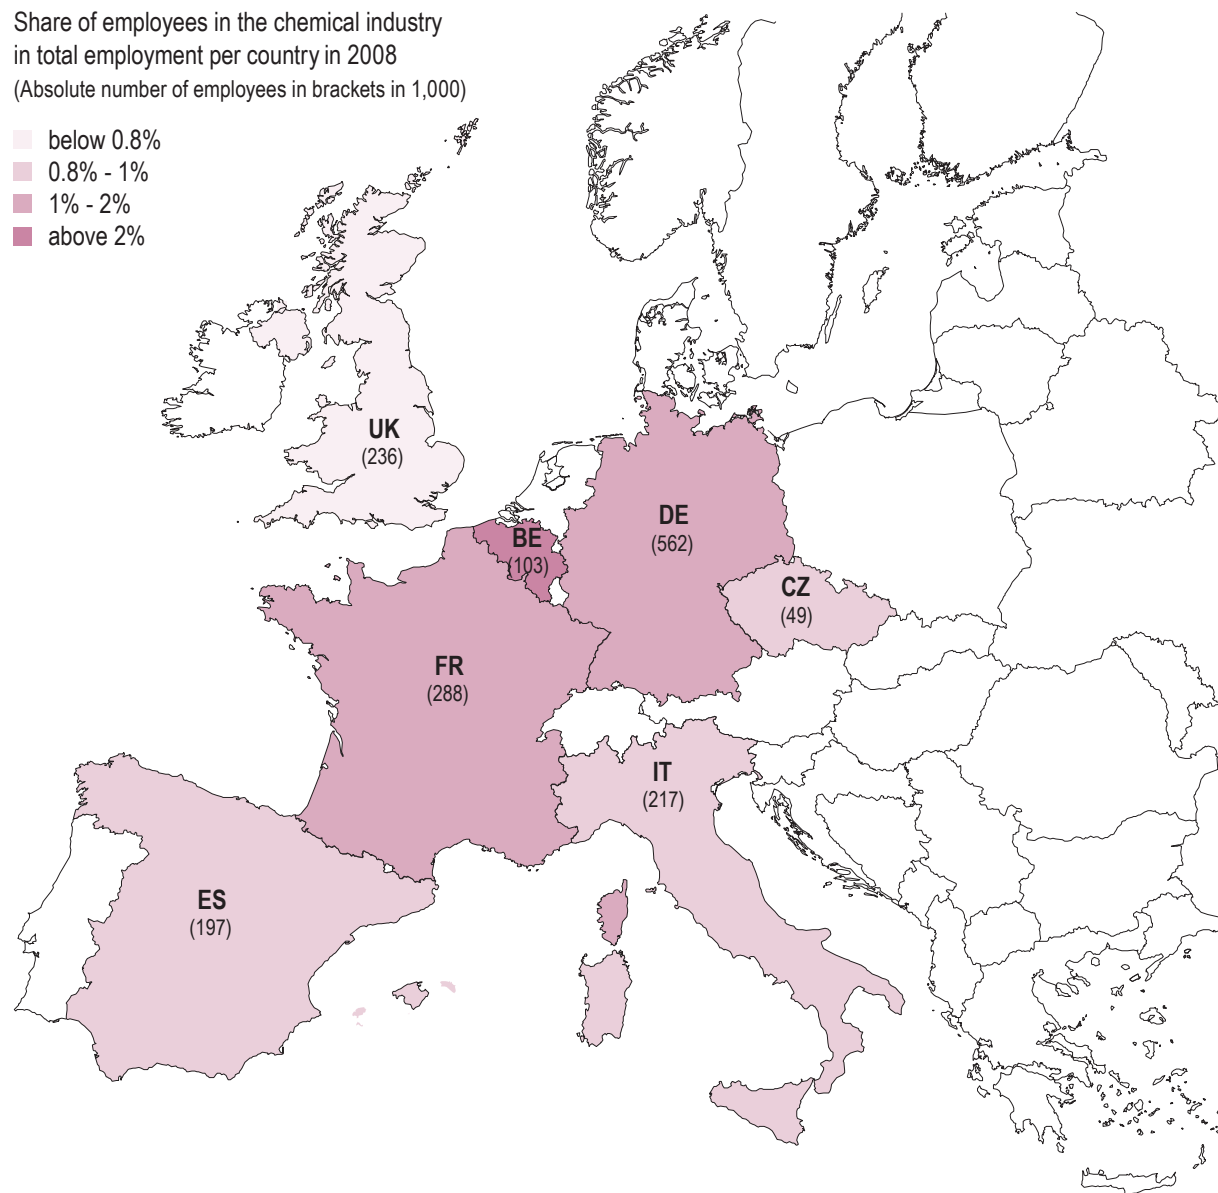 Share of employees in the chemical industry
in total employment per country in 2008
(Absolute number of employees in brackets in 1,000)
below 0.8%
0.8% - 1%
1% - 2%
above 2%
UK
(236)
DE
(562)
BE
(103)
CZ
(49)
FR
(288)
IT
(217)
ES
(197)